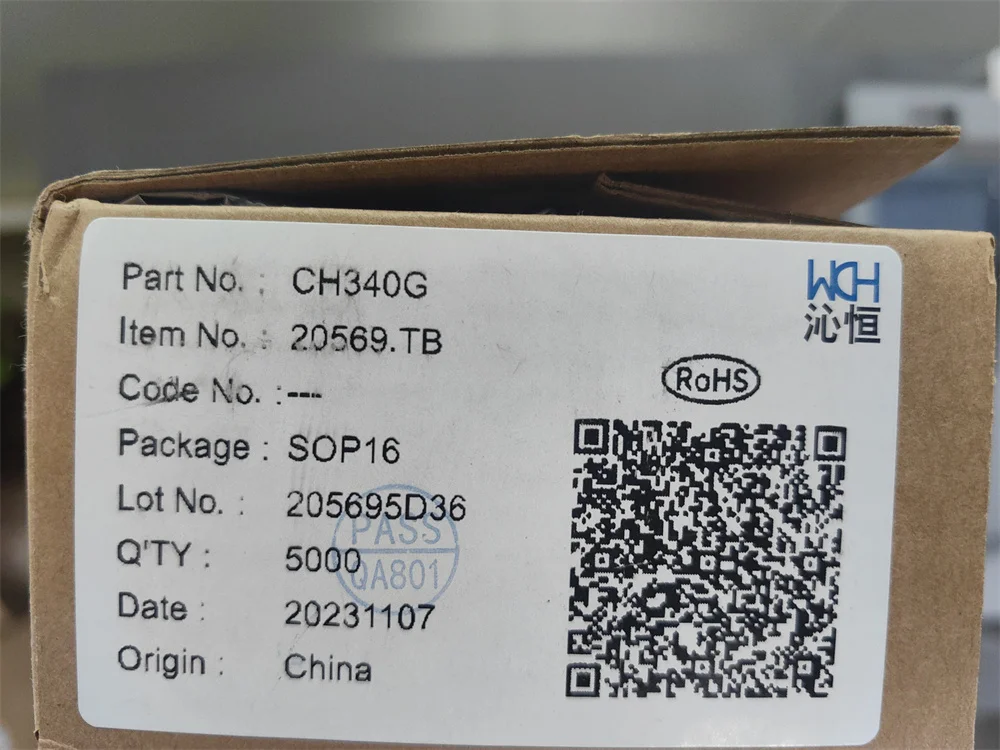 Part No. : CH340G
Item No. : 20569.TB
Code No. :---
Package : SOP16
Lot No. : 205695D36
Q'TY : 5000
Date : 20231107
Origin : China
WCH
沁恒
RoHS
PASS
QA801